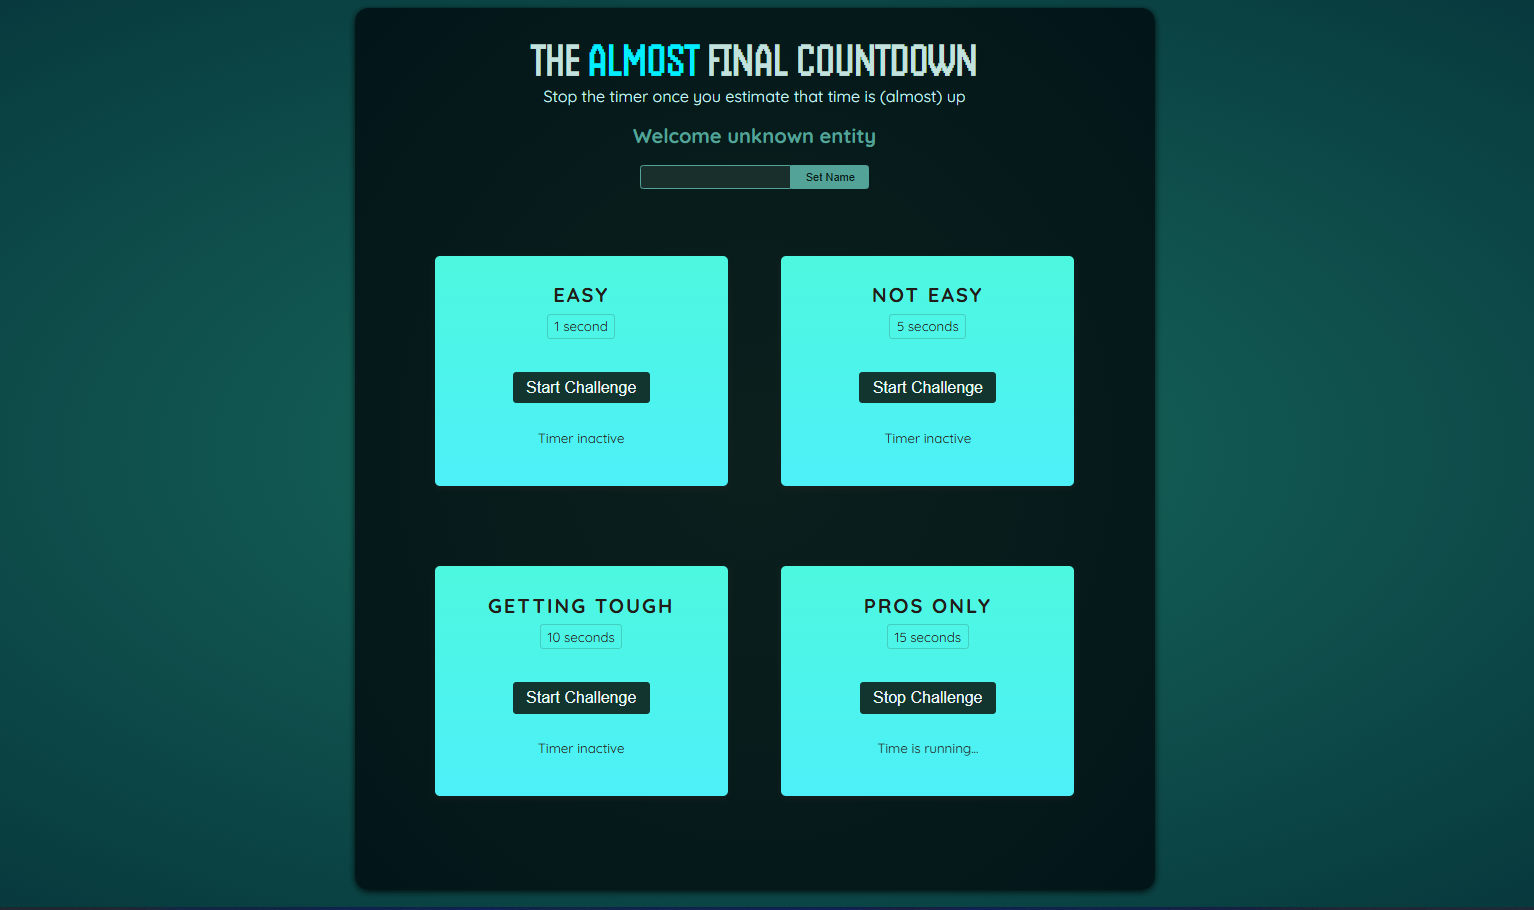 THE ALMOST FINAL COUNTDOWN
Stop the timer once you estimate that time is (almost) up
Welcome unknown entity
Set Name
EASY
1 second
Start Challenge
Timer inactive
NOT EASY
5 seconds
Start Challenge
Timer inactive
GETTING TOUGH
10 seconds
Start Challenge
Timer inactive
PROS ONLY
15 seconds
Stop Challenge
Time is running...